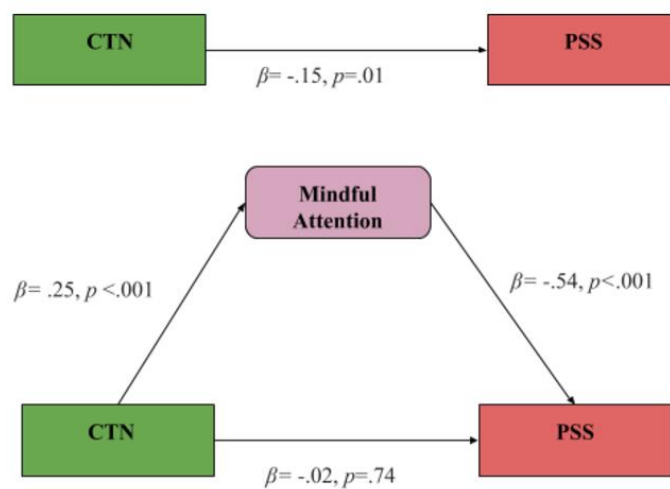 CTN
PSS
β= -.15, p=.01
Mindful
Attention
β= .25, p <.001
β= -.54, p<.001
CTN
PSS
β= -.02, p=.74